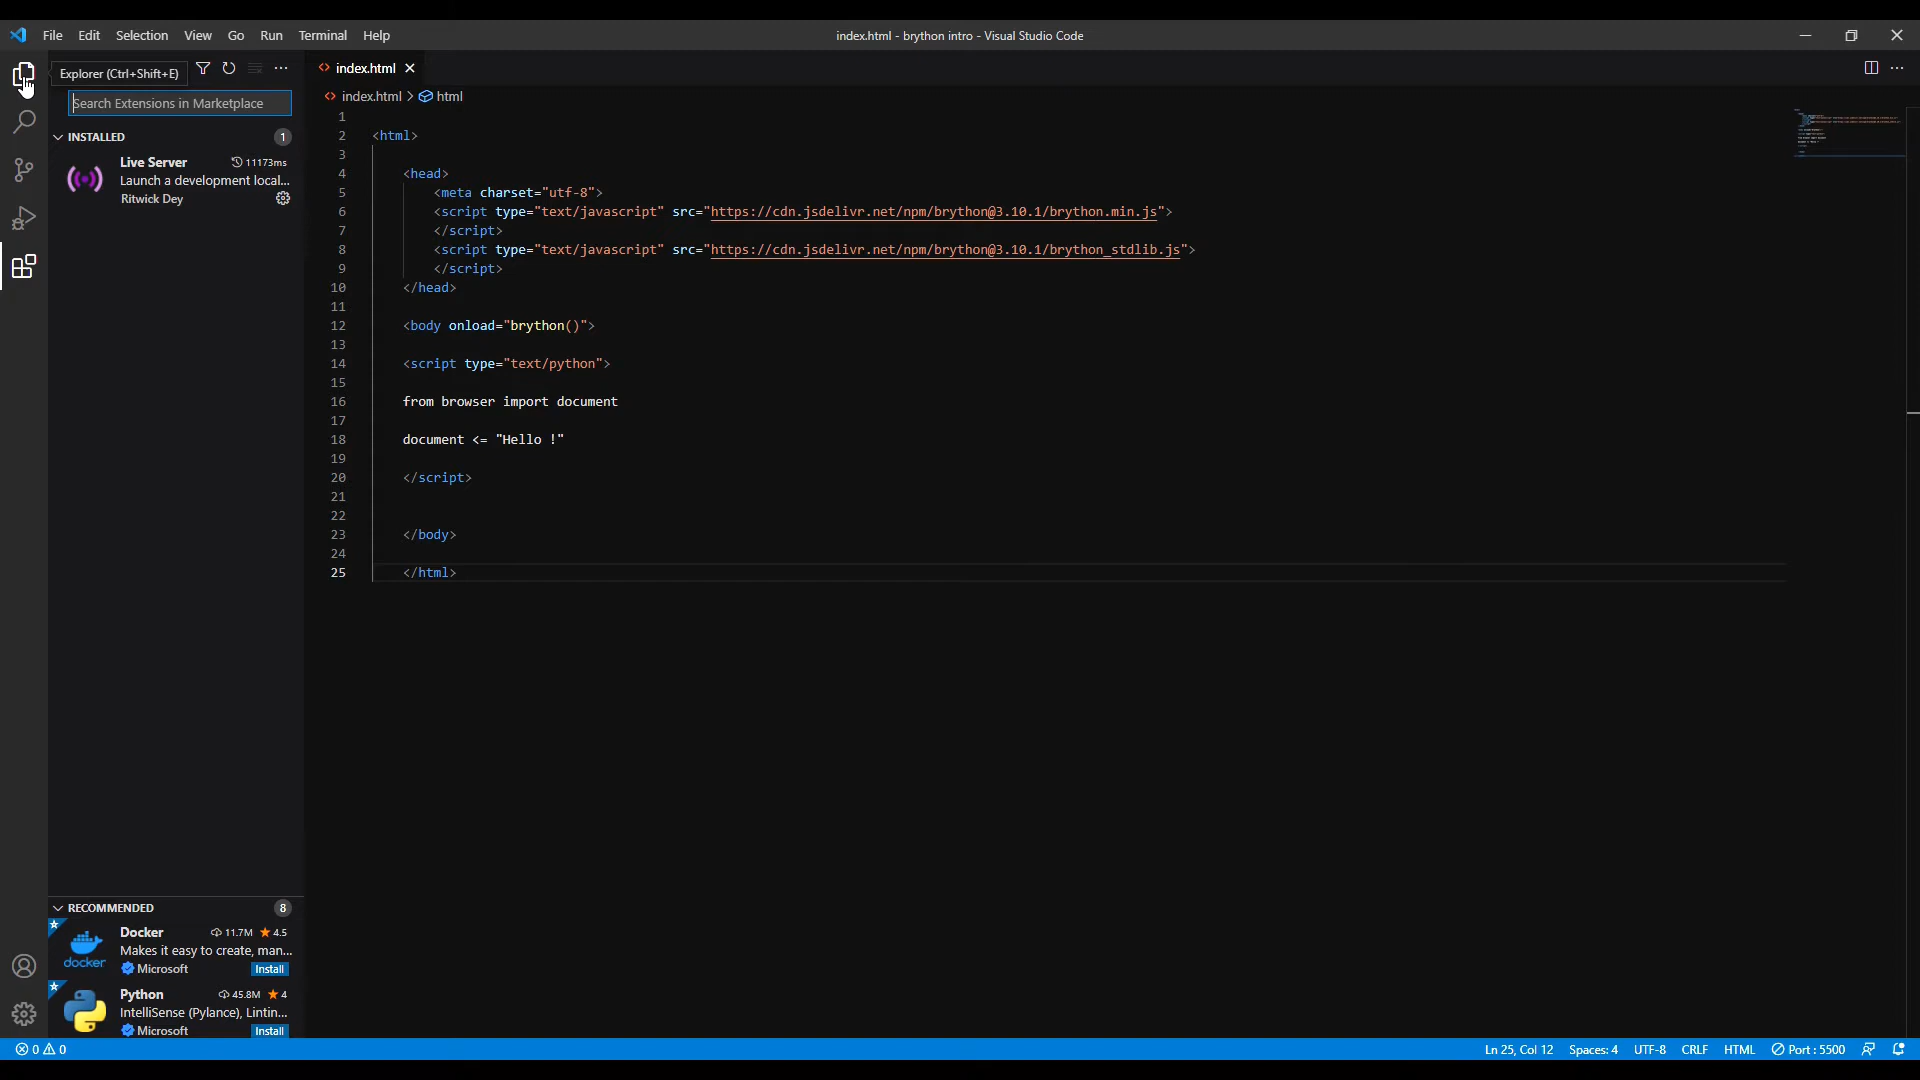 File Edit Selection View Go Run Terminal Help
index.html - brython intro - Visual Studio Code
Explorer (Ctrl+Shift+E)
Search Extensions in Marketplace
INSTALLED 1
Live Server 11173ms
Launch a development local...
Ritwick Dey
RECOMMENDED 8
Docker 11.7M 4.5
Makes it easy to create, man...
docker
Microsoft Install
Python 45.8M 4
IntelliSense (Pylance), Lintin...
Microsoft Install
index.html
index.html > html
1
2 <html>
3
4 <head>
5 <meta charset="utf-8">
6 <script type="text/javascript" src="https://cdn.jsdelivr.net/npm/brython@3.10.1/brython.min.js">
7 </script>
8 <script type="text/javascript" src="https://cdn.jsdelivr.net/npm/brython@3.10.1/brython_stdlib.js">
9 </script>
10 </head>
11
12 <body onload="brython()">
13
14 <script type="text/python">
15
16 from browser import document
17
18 document <= "Hello !"
19
20 </script>
21
22
23 </body>
24
25 </html>
0 0
Ln 25, Col 12 Spaces: 4 UTF-8 CRLF HTML Port : 5500